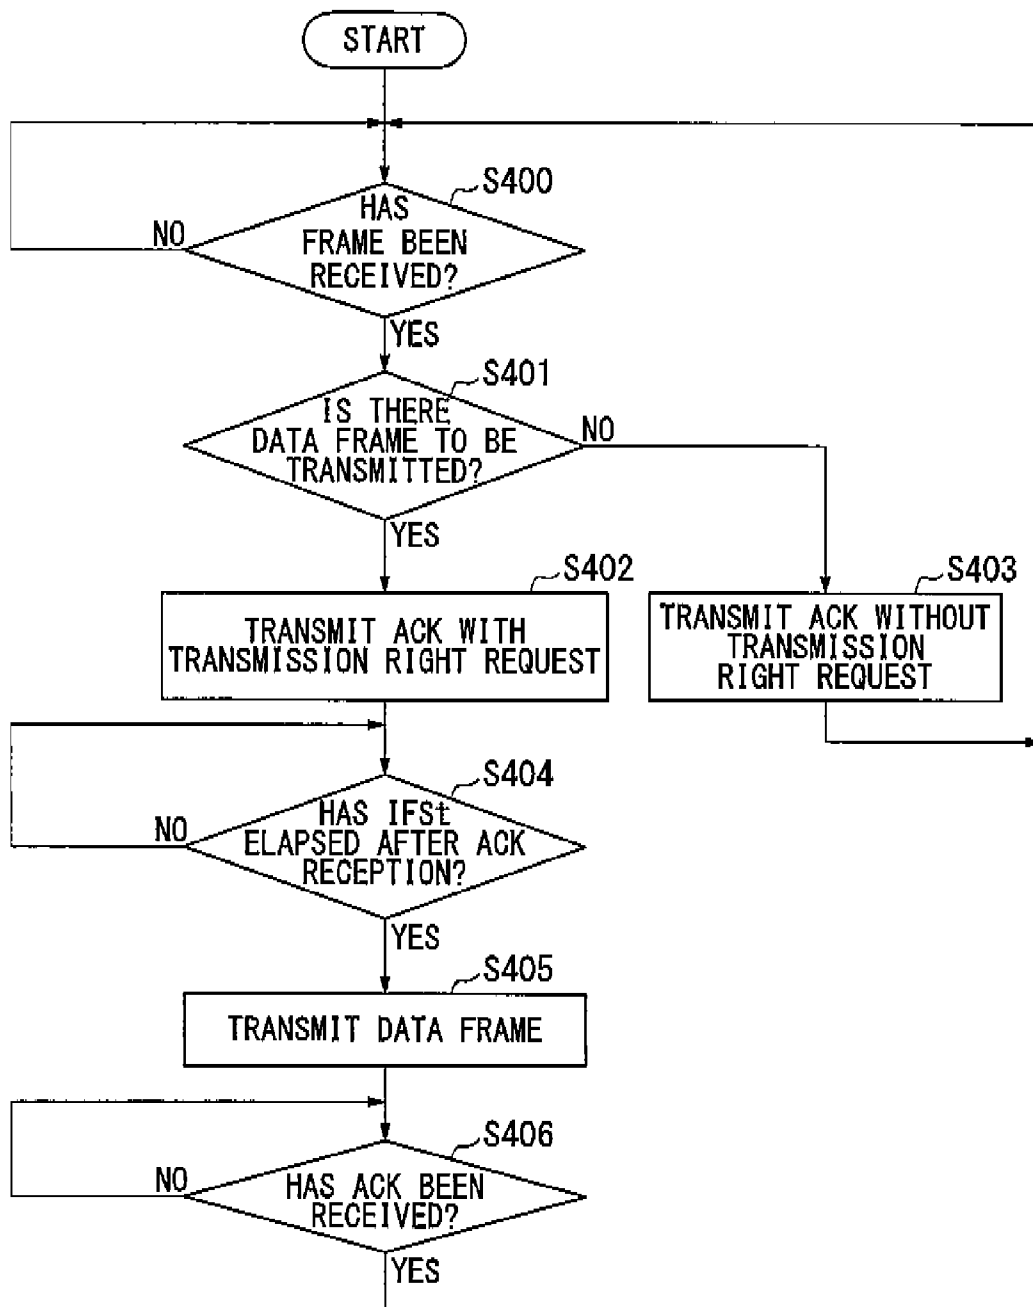 START
S400
HAS
FRAME BEEN
RECEIVED?
NO
YES
S401
IS THERE
DATA FRAME TO BE
TRANSMITTED?
NO
YES
S402
TRANSMIT ACK WITH
TRANSMISSION RIGHT REQUEST
S403
TRANSMIT ACK WITHOUT
TRANSMISSION
RIGHT REQUEST
S404
HAS IFSt
ELAPSED AFTER ACK
RECEPTION?
NO
YES
S405
TRANSMIT DATA FRAME
S406
HAS ACK BEEN
RECEIVED?
NO
YES